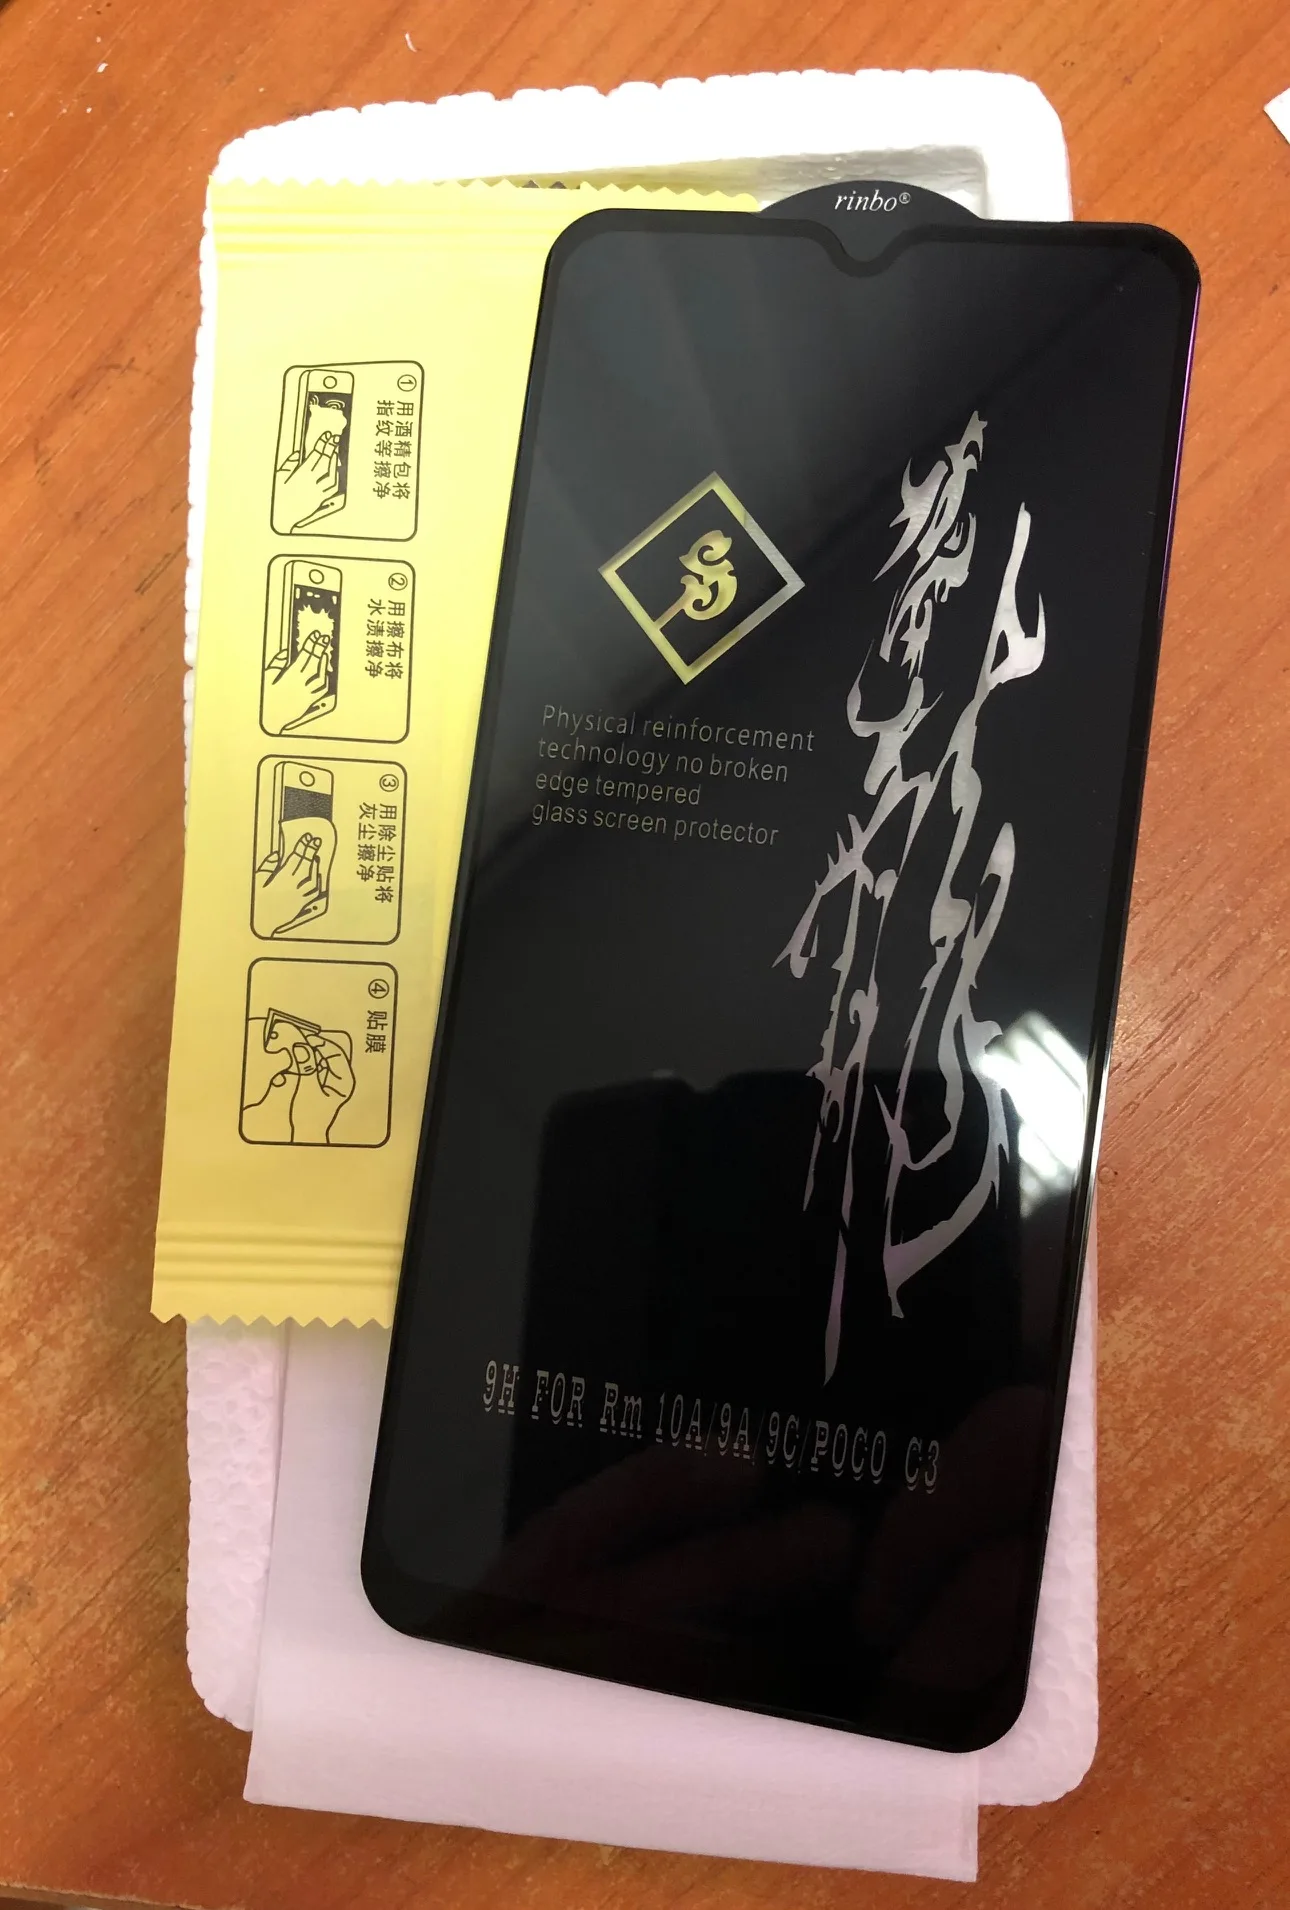 rinbo®
① 用酒精包将
指纹等擦净
② 用擦布将
水渍擦净
③ 用除尘贴将
灰尘擦净
④ 贴膜
Physical reinforcement
technology no broken
edge tempered
glass screen protector
龍
9H FOR Rm 10A/9A/9C/POCO C3